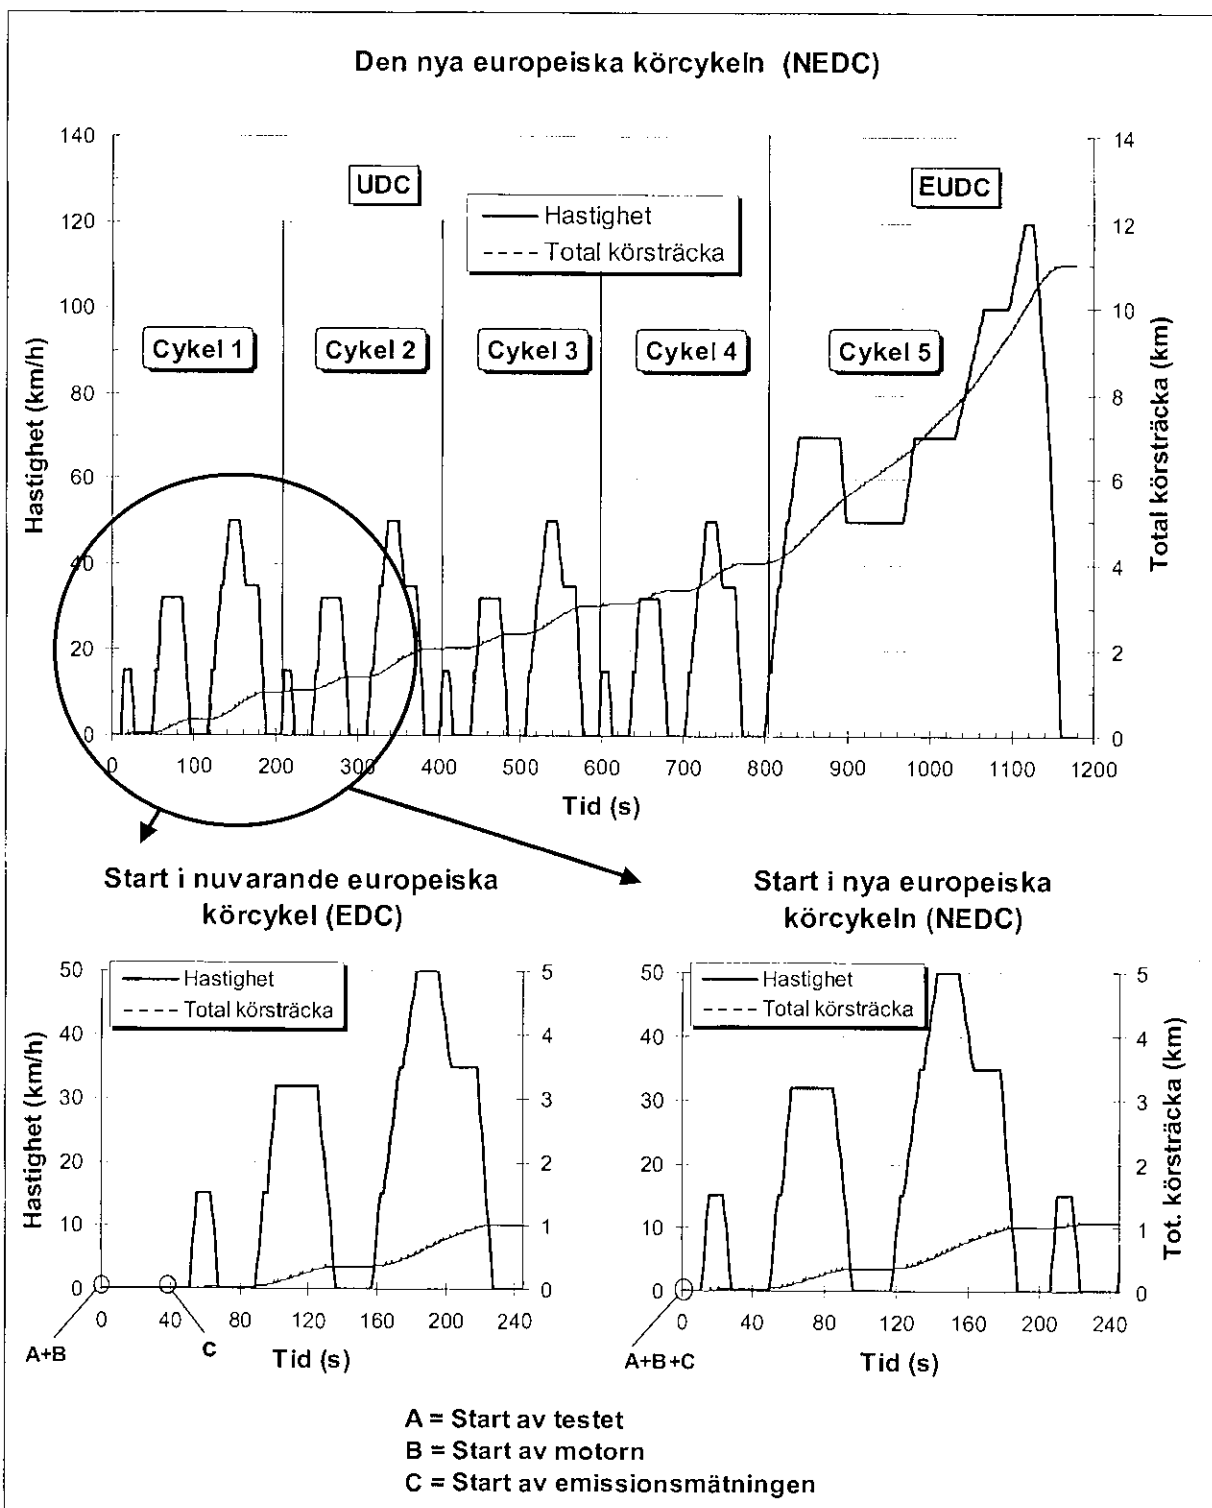 Den nya europeiska körcykeln (NEDC)
UDC
EUDC
Hastighet
Total körsträcka
Cykel 1
Cykel 2
Cykel 3
Cykel 4
Cykel 5
Hastighet (km/h)
140
120
100
80
60
40
20
0
Total körsträcka (km)
14
12
10
8
6
4
2
0
0 100 200 300 400 500 600 700 800 900 1000 1100 1200
Tid (s)
Start i nuvarande europeiska
körcykel (EDC)
Hastighet
Total körsträcka
Hastighet (km/h)
50
40
30
20
10
0
5
4
3
2
1
0
0 40 80 120 160 200 240
A+B
C
Tid (s)
Start i nya europeiska
körcykeln (NEDC)
Hastighet
Total körsträcka
50
40
30
20
10
0
5
4
3
2
1
0
Tot. körsträcka (km)
0 40 80 120 160 200 240
A+B+C
Tid (s)
A = Start av testet
B = Start av motorn
C = Start av emissionsmätningen